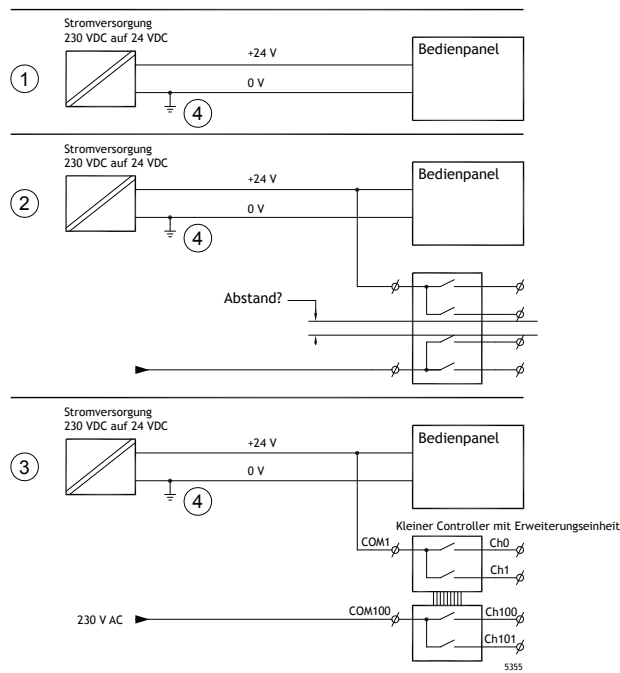 Stromversorgung
230 VDC auf 24 VDC
+24 V
Bedienpanel
1
0 V
4
Stromversorgung
230 VDC auf 24 VDC
+24 V
Bedienpanel
2
0 V
4
Abstand?
Stromversorgung
230 VDC auf 24 VDC
+24 V
Bedienpanel
3
0 V
4
Kleiner Controller mit Erweiterungseinheit
COM1
Ch0
Ch1
230 V AC
COM100
Ch100
Ch101
5355